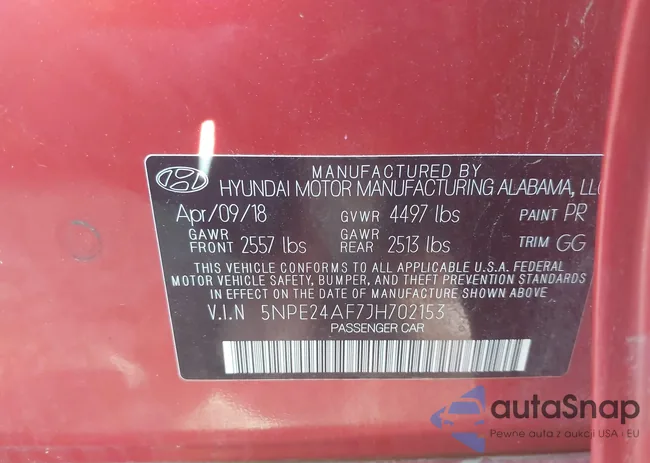 MANUFACTURED BY
HYUNDAI MOTOR MANUFACTURING ALABAMA, LLC
Apr/09/18 GVWR 4497 lbs PAINT PR
GAWR FRONT 2557 lbs GAWR REAR 2513 lbs TRIM GG
THIS VEHICLE CONFORMS TO ALL APPLICABLE U.S.A. FEDERAL
MOTOR VEHICLE SAFETY, BUMPER, AND THEFT PREVENTION
STANDARDS IN EFFECT ON THE DATE OF MANUFACTURE SHOWN ABOVE
V.I.N 5NPE24AF7JH702153
PASSENGER CAR
autoSnap
Pewne auta z aukcji USA i EU